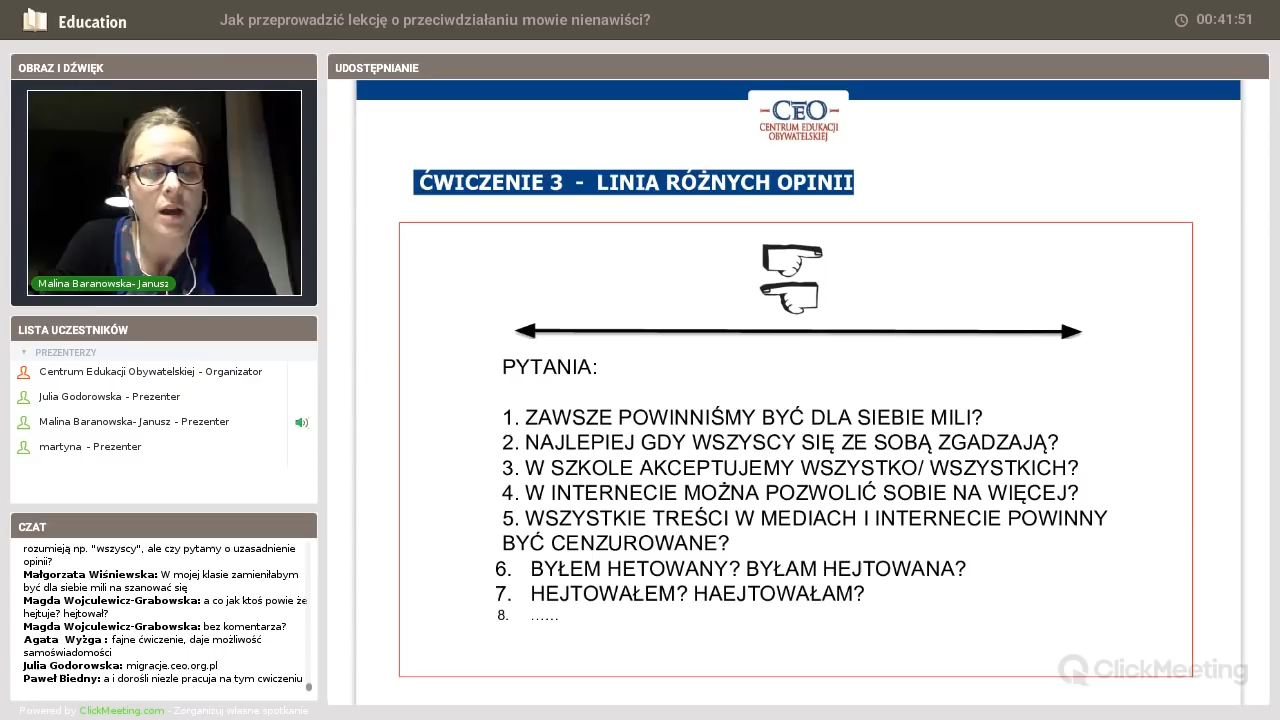 Education
Jak przeprowadzić lekcję o przeciwdziałaniu mowie nienawiści?
00:41:51
OBRAZ I DŹWIĘK
Malina Baranowska- Janusz
LISTA UCZESTNIKÓW
PREZENTERZY
Centrum Edukacji Obywatelskiej - Organizator
Julia Godorowska - Prezenter
Malina Baranowska- Janusz - Prezenter
martyna - Prezenter
CZAT
rozumieją np. "wszyscy", ale czy pytamy o uzasadnienie
opinii?
Małgorzata Wiśniewska: W mojej klasie zamieniłabym
być dla siebie mili na szanować się
Magda Wojculewicz-Grabowska: a co jak ktoś powie że
hejtuje? hejtował?
Magda Wojculewicz-Grabowska: bez komentarza?
Agata Wyżga : fajne ćwiczenie, daje możliwość
samoświadomości
Julia Godorowska: migracje.ceo.org.pl
Paweł Biedny: a i dorośli niezle pracuja na tym cwiczeniu
Powered by ClickMeeting.com - Zorganizuj własne spotkanie
UDOSTĘPNIANIE
CEO
CENTRUM EDUKACJI
OBYWATELSKIEJ
ĆWICZENIE 3 - LINIA RÓŻNYCH OPINII
PYTANIA:
1. ZAWSZE POWINNIŚMY BYĆ DLA SIEBIE MILI?
2. NAJLEPIEJ GDY WSZYSCY SIĘ ZE SOBĄ ZGADZAJĄ?
3. W SZKOLE AKCEPTUJEMY WSZYSTKO/ WSZYSTKICH?
4. W INTERNECIE MOŻNA POZWOLIĆ SOBIE NA WIĘCEJ?
5. WSZYSTKIE TREŚCI W MEDIACH I INTERNECIE POWINNY
BYĆ CENZUROWANE?
6. BYŁEM HETOWANY? BYŁAM HEJTOWANA?
7. HEJTOWAŁEM? HAEJTOWAŁAM?
8. ......
ClickMeeting